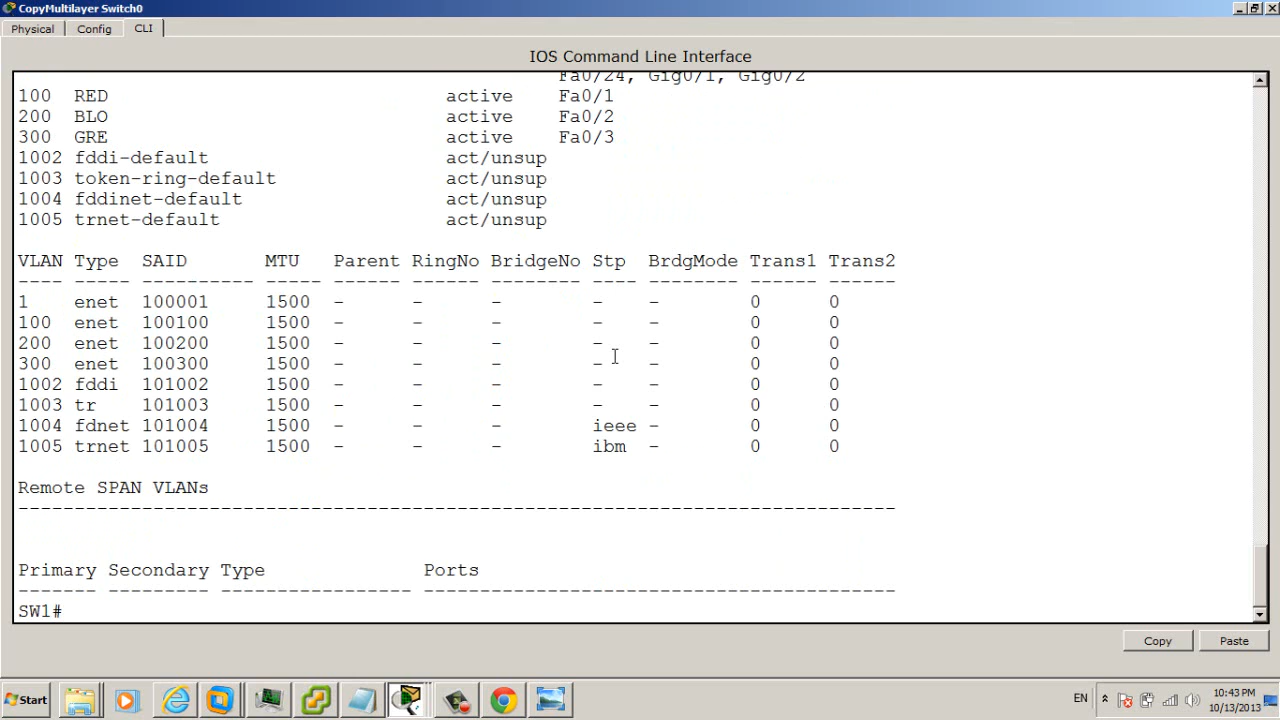 CopyMultilayer Switch0
Physical Config CLI
IOS Command Line Interface
Fa0/24, Gig0/1, Gig0/2
100 RED active Fa0/1
200 BLO active Fa0/2
300 GRE active Fa0/3
1002 fddi-default act/unsup
1003 token-ring-default act/unsup
1004 fddinet-default act/unsup
1005 trnet-default act/unsup
VLAN Type SAID MTU Parent RingNo BridgeNo Stp BrdgMode Trans1 Trans2
---- ----- ---------- ----- ------ ------ -------- ---- -------- ------ ------
1 enet 100001 1500 - - - - - 0 0
100 enet 100100 1500 - - - - - 0 0
200 enet 100200 1500 - - - - - 0 0
300 enet 100300 1500 - - - - - 0 0
1002 fddi 101002 1500 - - - - - 0 0
1003 tr 101003 1500 - - - - - 0 0
1004 fdnet 101004 1500 - - - ieee - 0 0
1005 trnet 101005 1500 - - - ibm - 0 0
Remote SPAN VLANs
------------------------------------------------------------------------------
Primary Secondary Type Ports
------- --------- ----------------- ------------------------------------------
SW1#
Copy Paste
Start
EN
10:43 PM
10/13/2013